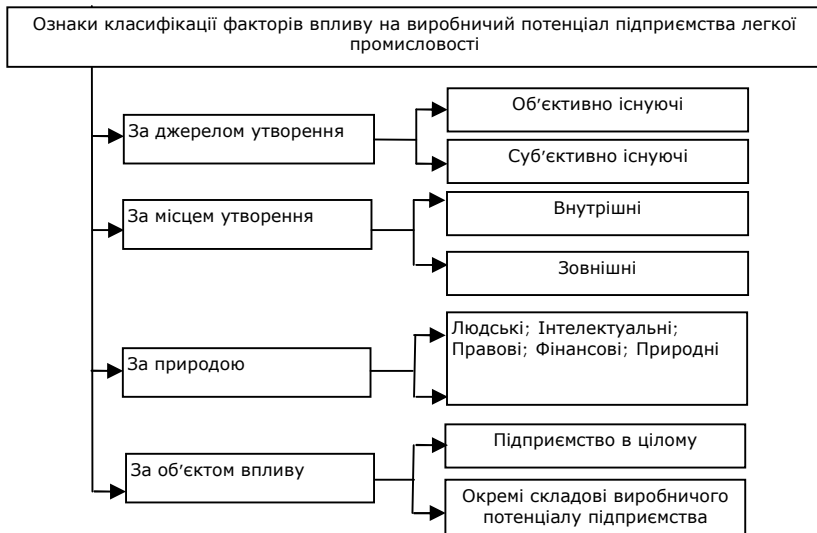 Ознаки класифікації факторів впливу на виробничий потенціал підприємства легкої
промисловості
За джерелом утворення
Об’єктивно існуючі
Суб’єктивно існуючі
За місцем утворення
Внутрішні
Зовнішні
За природою
Людські; Інтелектуальні;
Правові; Фінансові; Природні
За об’єктом впливу
Підприємство в цілому
Окремі складові виробничого
потенціалу підприємства